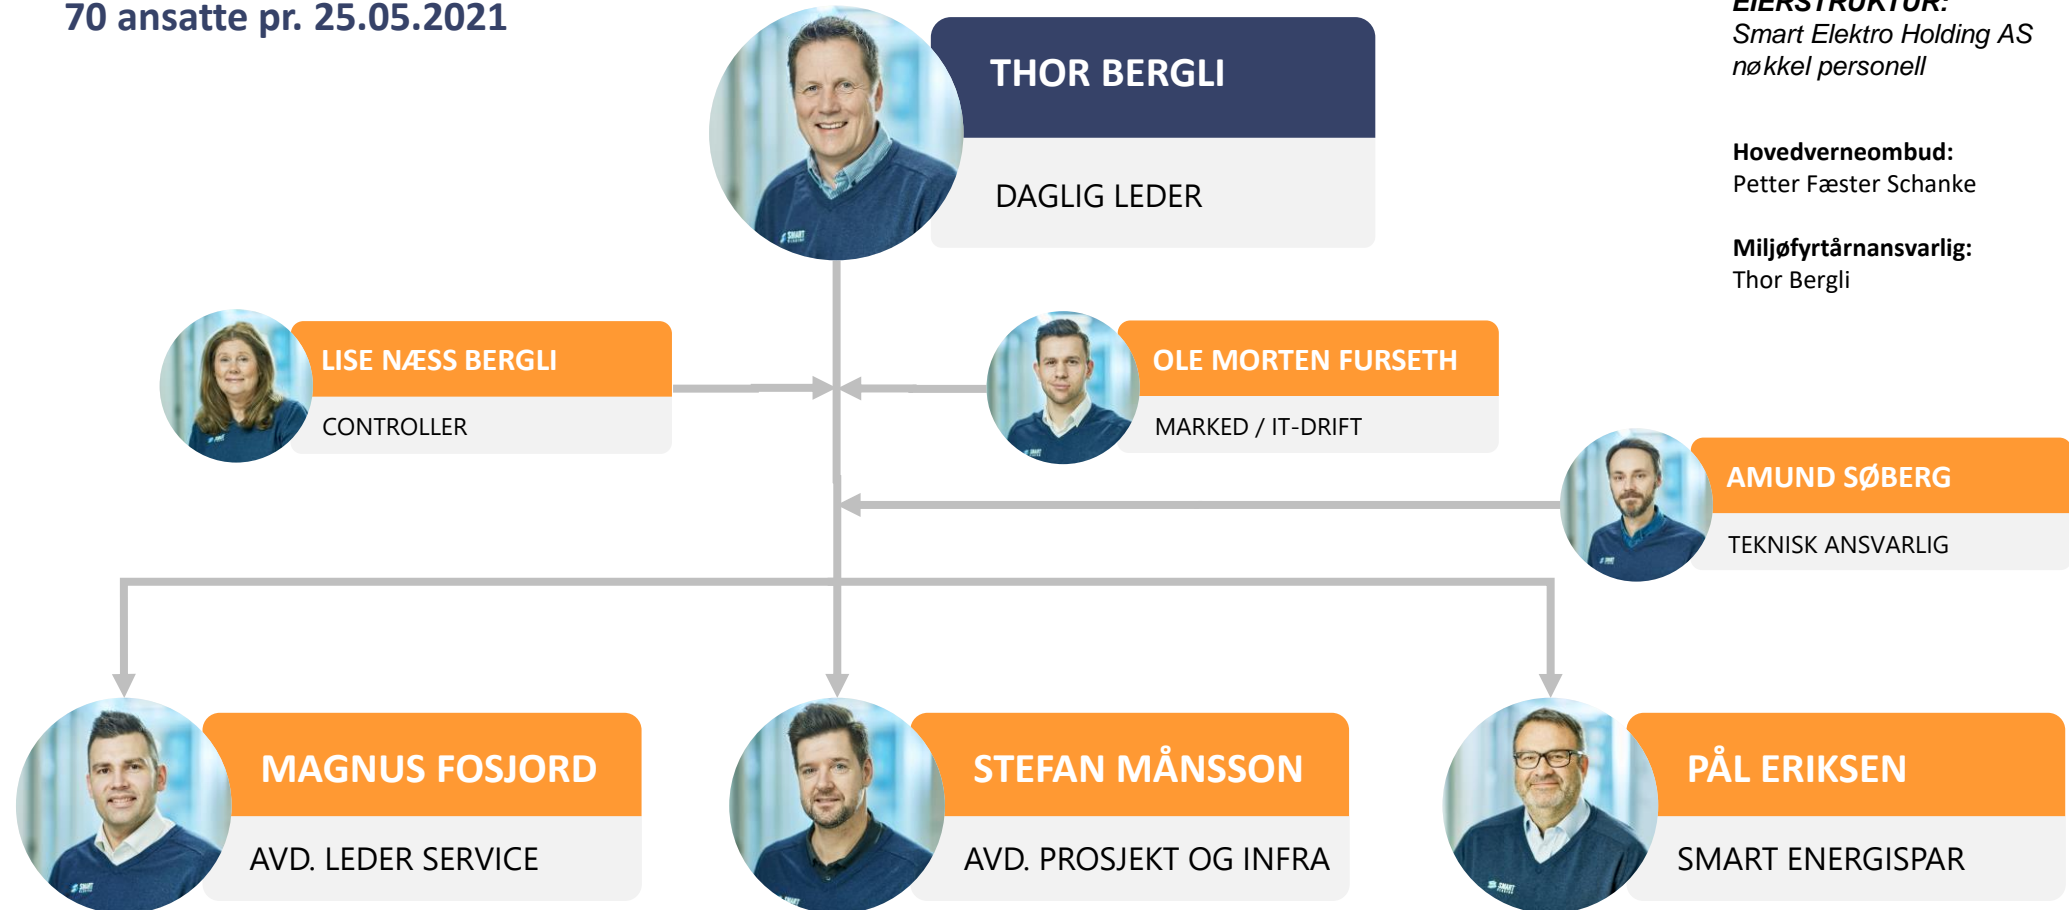 70 ansatte pr. 25.05.2021
EIERSTRUKTUR:
Smart Elektro Holding AS
nøkkel personell
Hovedverneombud:
Petter Fæster Schanke
Miljøfyrtårnansvarlig:
Thor Bergli
THOR BERGLI
DAGLIG LEDER
LISE NÆSS BERGLI
CONTROLLER
OLE MORTEN FURSETH
MARKED / IT-DRIFT
AMUND SØBERG
TEKNISK ANSVARLIG
MAGNUS FOSJORD
AVD. LEDER SERVICE
STEFAN MÅNSSON
AVD. PROSJEKT OG INFRA
PÅL ERIKSEN
SMART ENERGISPAR